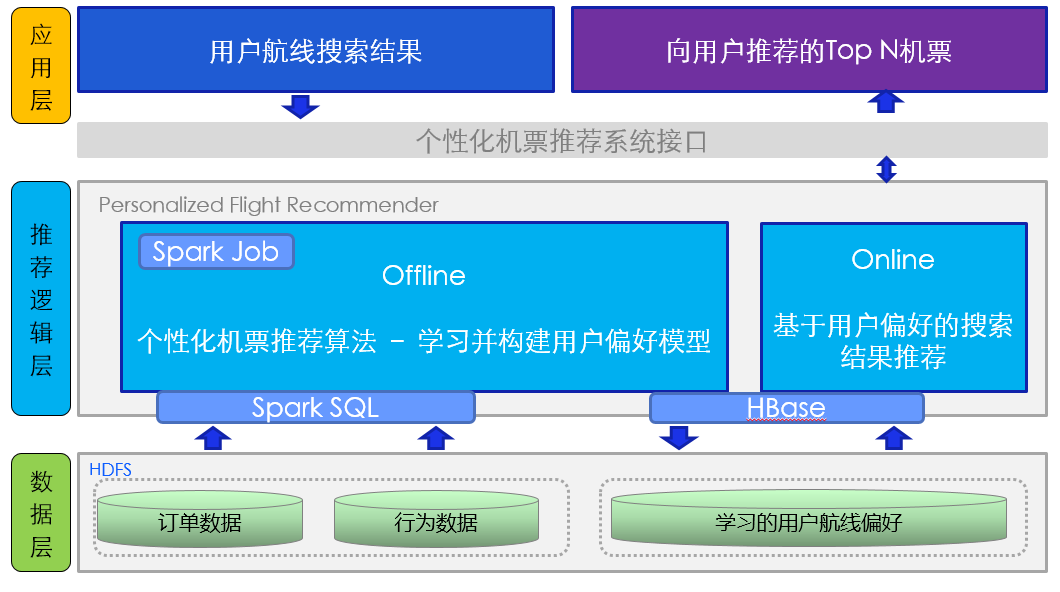 应用层
用户航线搜索结果
向用户推荐的Top N机票
个性化机票推荐系统接口
推荐逻辑层
Personalized Flight Recommender
Spark Job
Offline
个性化机票推荐算法 – 学习并构建用户偏好模型
Online
基于用户偏好的搜索
结果推荐
Spark SQL
HBase
数据层
HDFS
订单数据
行为数据
学习的用户航线偏好